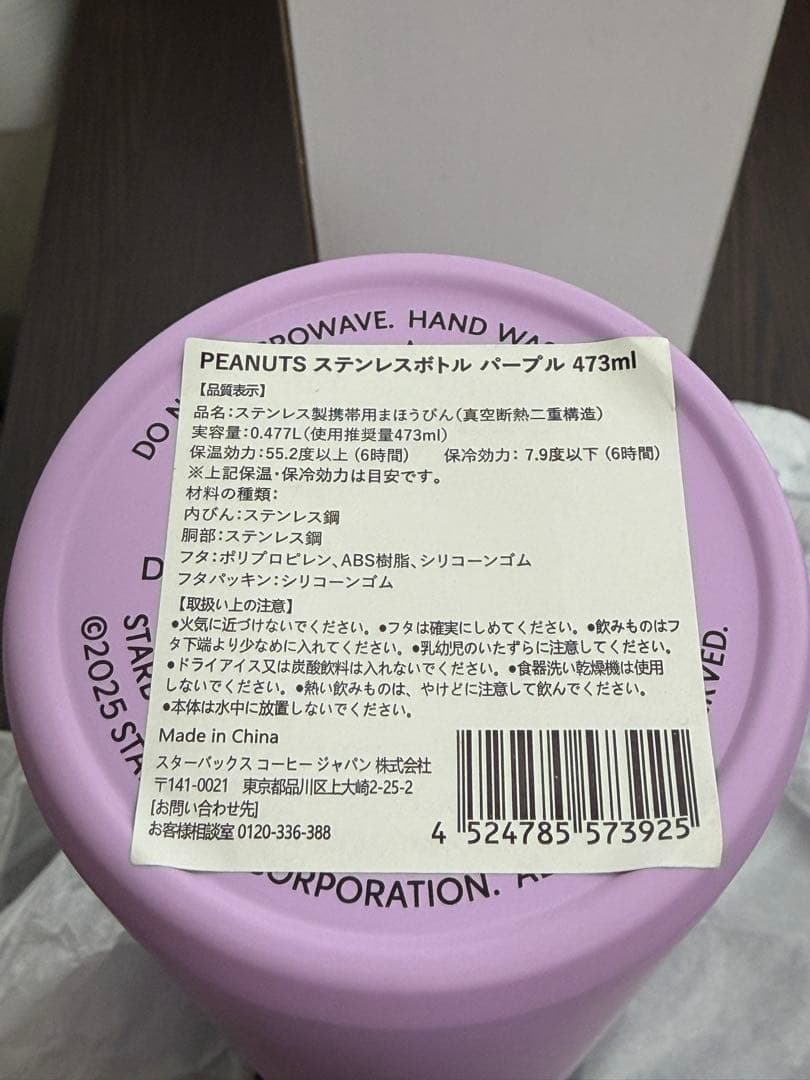 PEANUTS ステンレスボトル パープル 473ml
【品質表示】
品名:ステンレス製携帯用まほうびん(真空断熱二重構造)
実容量:0.477L(使用推奨量473ml)
保温効力:55.2度以上(6時間) 保冷効力:7.9度以下(6時間)
※上記保温・保冷効力は目安です。
材料の種類:
内びん:ステンレス鋼
胴部:ステンレス鋼
フタ:ポリプロピレン、ABS樹脂、シリコーンゴム
フタパッキン:シリコーンゴム
【取扱い上の注意】
●火気に近づけないでください。●フタは確実にしめてください。●飲みものはフ
タ下端より少なめに入れてください。●乳幼児のいたずらに注意してください。
●ドライアイス又は炭酸飲料は入れないでください。●食器洗い乾燥機は使用
しないでください。●熱い飲みものは、やけどに注意して飲んでください。
●本体は水中に放置しないでください。
Made in China
スターバックス コーヒー ジャパン 株式会社
〒141-0021 東京都品川区上大崎2-25-2
[お問い合わせ先]
お客様相談室 0120-336-388
4 524785 573925
DO
HAND
©2025
CORPORATION.